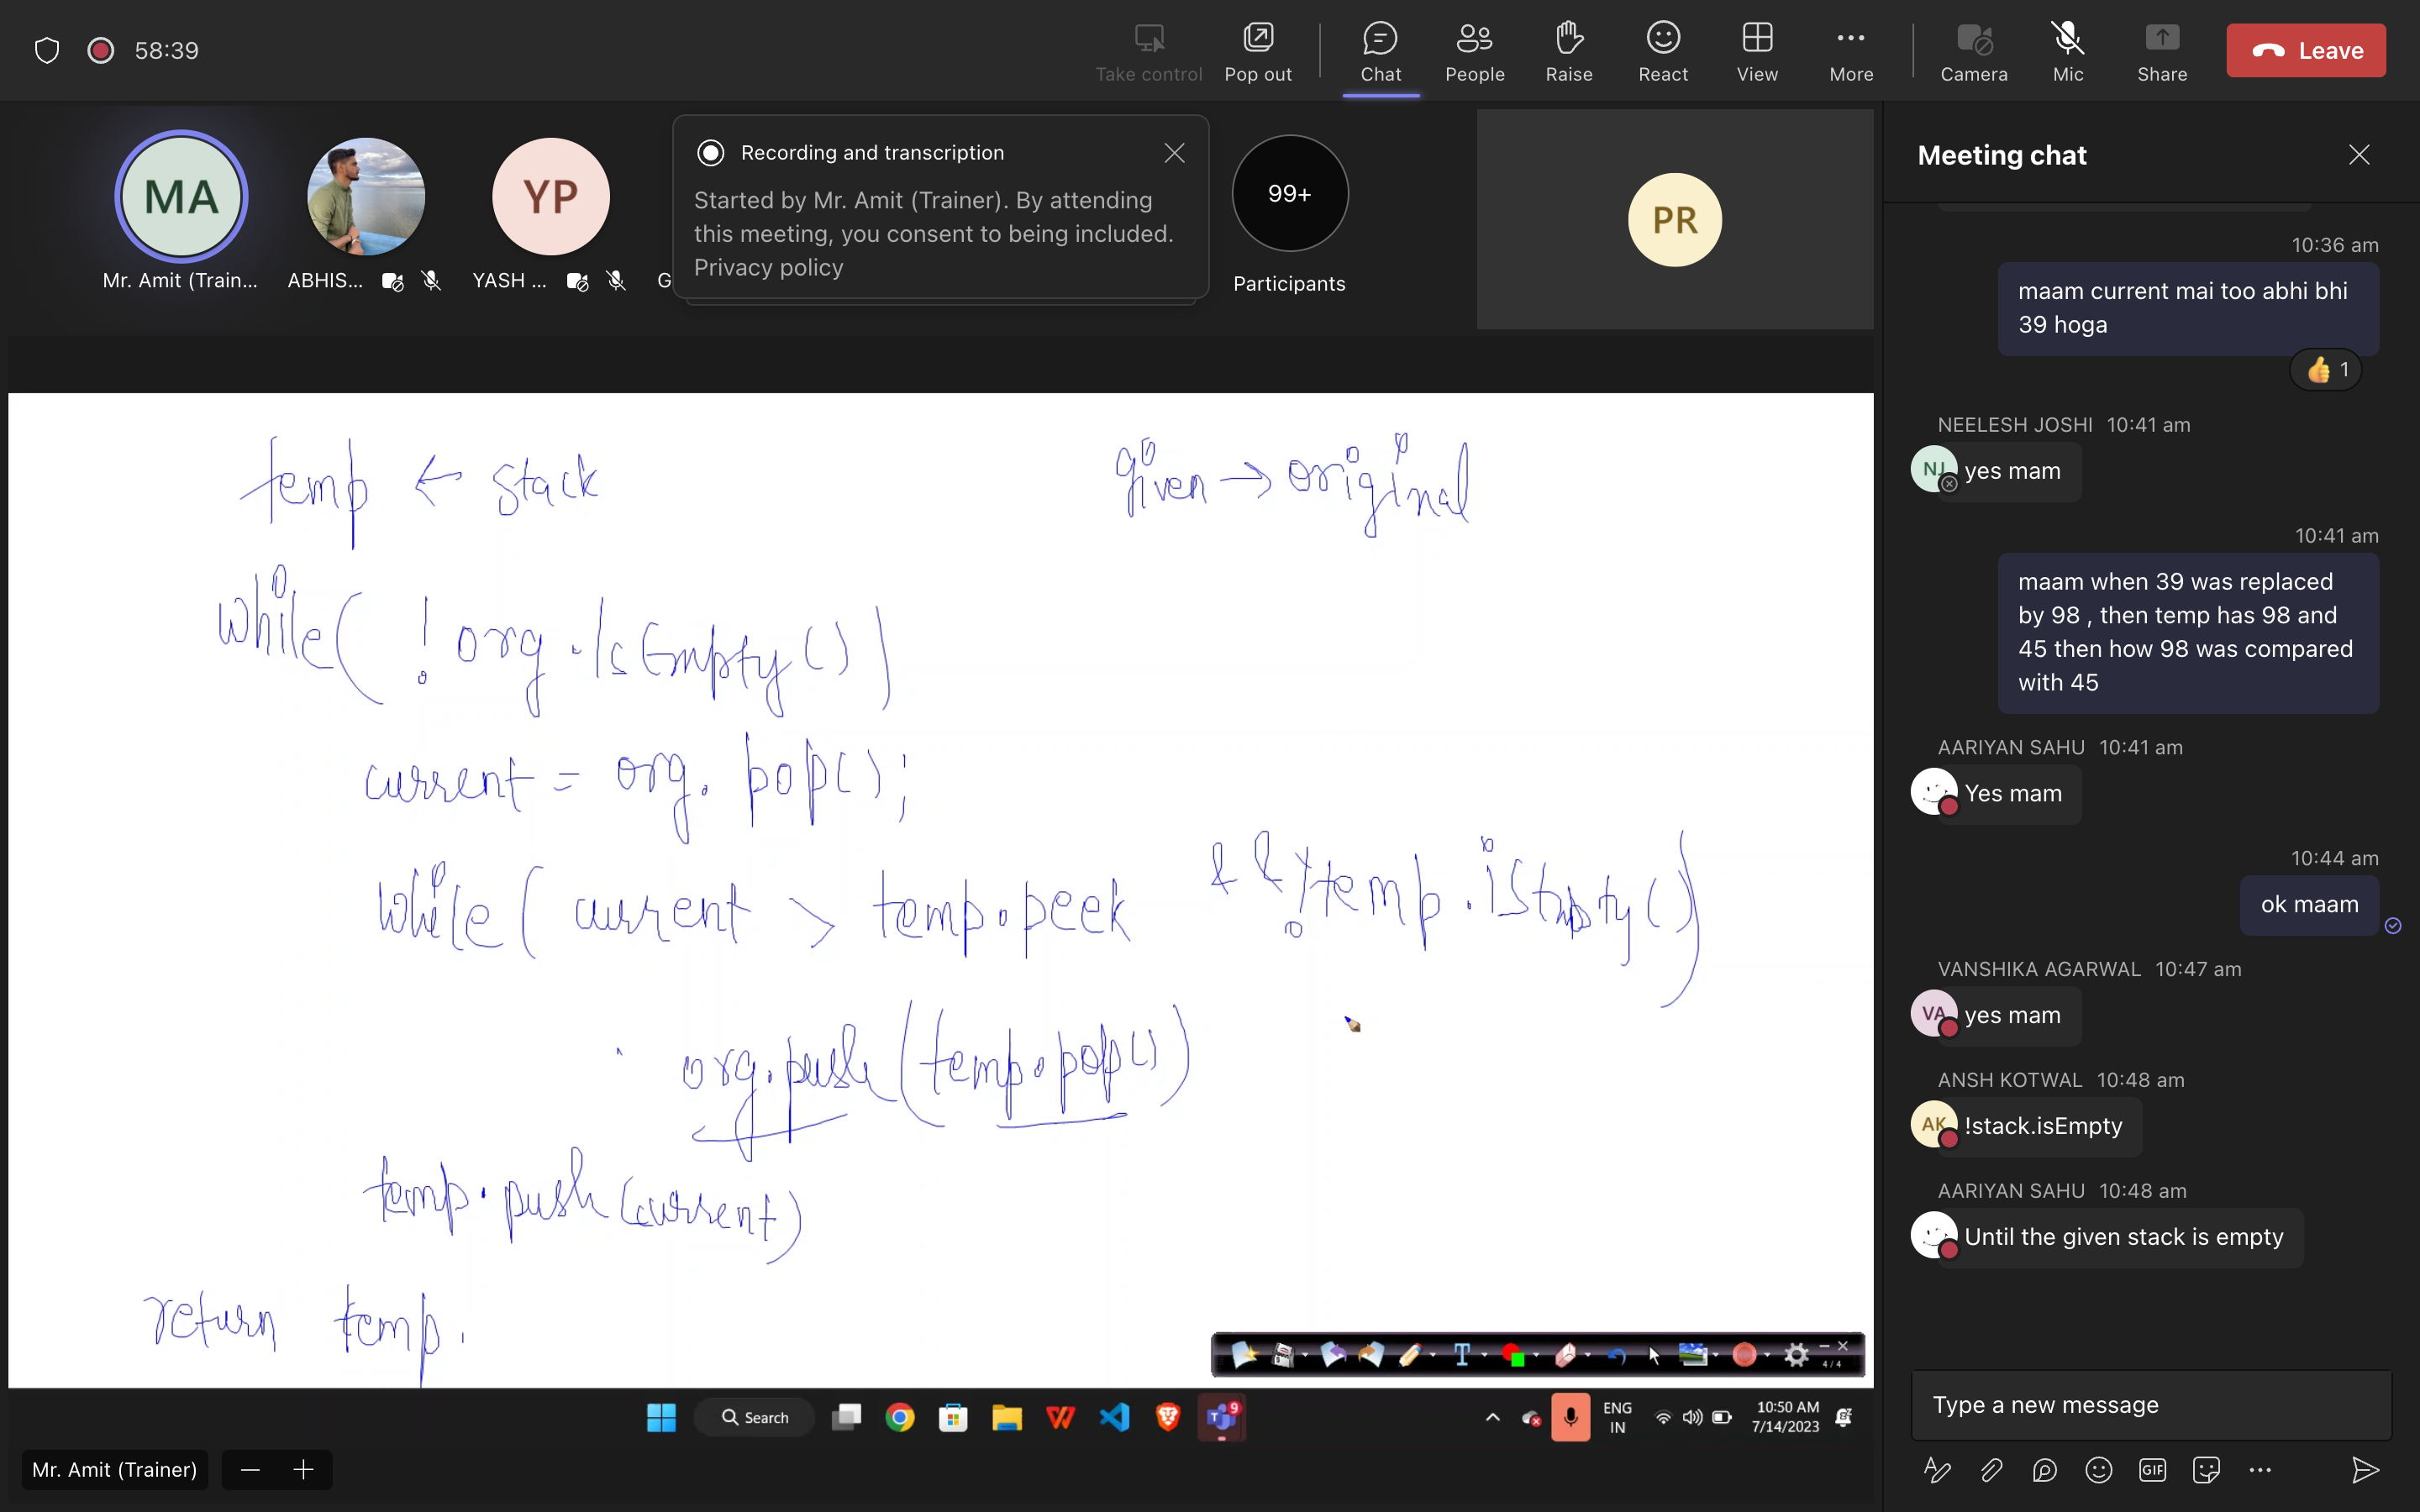 58:39
Take control
Pop out
Chat
People
Raise
React
View
More
Camera
Mic
Share
Leave
MA
YP
Mr. Amit (Train...
ABHIS...
YASH ...
G
Recording and transcription
Started by Mr. Amit (Trainer). By attending
this meeting, you consent to being included.
Privacy policy
99+
Participants
PR
temp ← stack
given → original
while( ! org.IsEmpty())
current = org. pop();
while( current > temp.peek && !temp.isEmpty())
org.push(temp.pop())
temp.push(current)
return temp.
4/4
Search
9
ENG
IN
10:50 AM
7/14/2023
Mr. Amit (Trainer)
Meeting chat
10:36 am
maam current mai too abhi bhi
39 hoga
👍 1
NEELESH JOSHI 10:41 am
NJ
yes mam
10:41 am
maam when 39 was replaced
by 98 , then temp has 98 and
45 then how 98 was compared
with 45
AARIYAN SAHU 10:41 am
Yes mam
10:44 am
ok maam
VANSHIKA AGARWAL 10:47 am
VA
yes mam
ANSH KOTWAL 10:48 am
AK
!stack.isEmpty
AARIYAN SAHU 10:48 am
Until the given stack is empty
Type a new message
GIF